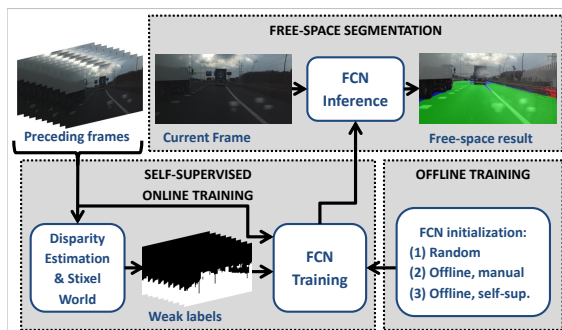 FREE-SPACE SEGMENTATION
FCN
Inference
Preceding frames
Current Frame
Free-space result
SELF-SUPERVISED
ONLINE TRAINING
OFFLINE TRAINING
Disparity
Estimation
& Stixel
World
Weak labels
FCN
Training
FCN initialization:
(1) Random
(2) Offline, manual
(3) Offline, self-sup.